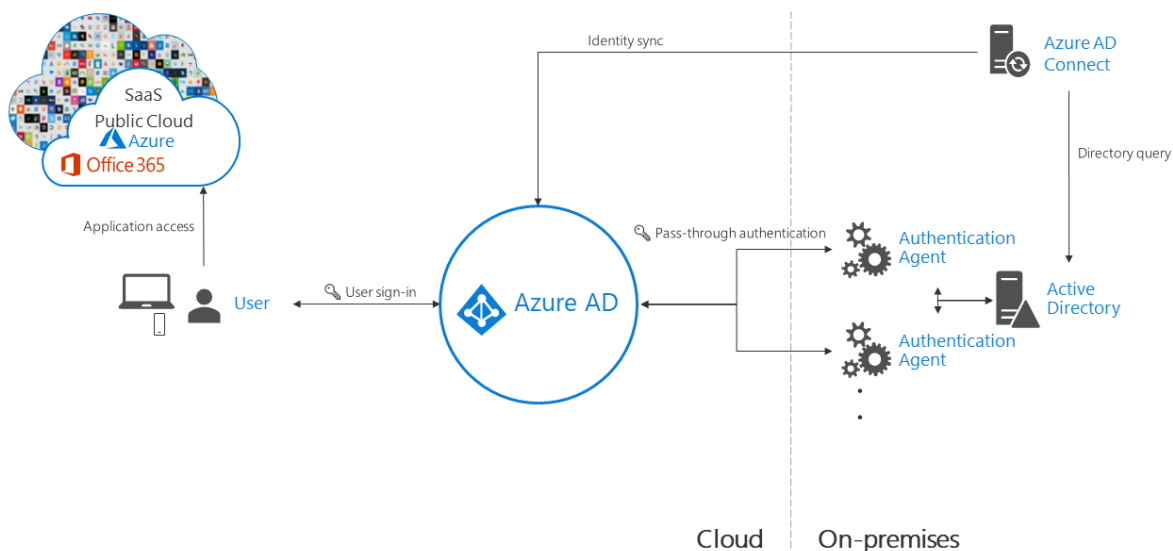 SaaS
Public Cloud
Azure
Office 365
Application access
User
User sign-in
Azure AD
Identity sync
Azure AD
Connect
Directory query
Pass-through authentication
Authentication
Agent
Active
Directory
Authentication
Agent
Cloud
On-premises